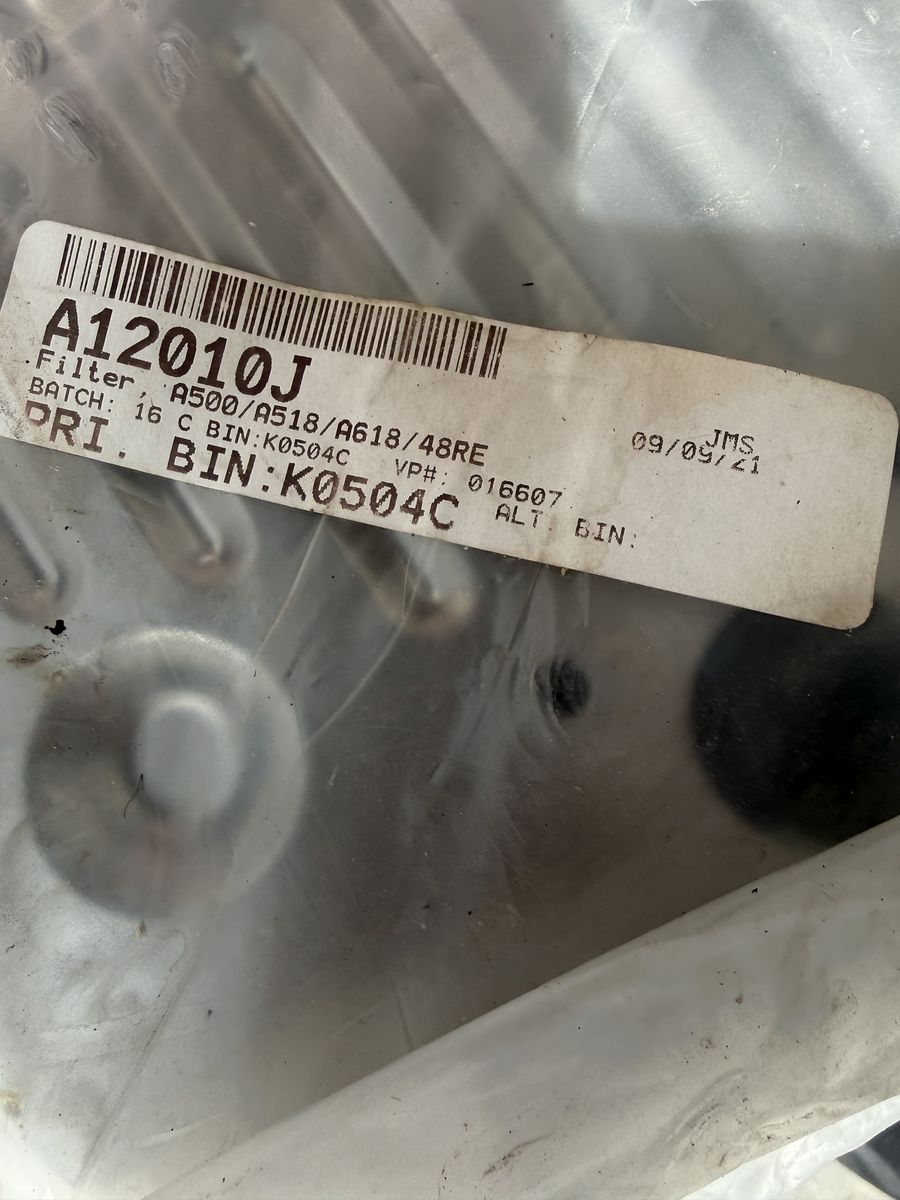 A12010J
Filter, A500/A518/A618/48RE
JMS
BATCH: 16 C BIN:K0504C VP#: 016607
09/09/21
PRI. BIN:K0504C ALT. BIN: